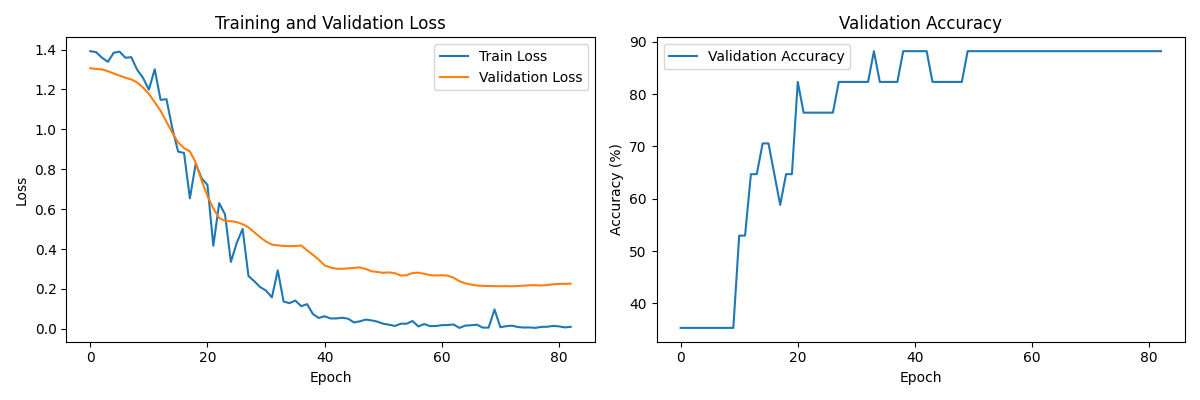 Training and Validation Loss
Train Loss
Validation Loss
1.4
1.2
1.0
0.8
0.6
0.4
0.2
0.0
Loss
0 20 40 60 80
Epoch
Validation Accuracy
Validation Accuracy
90
80
70
60
50
40
Accuracy (%)
0 20 40 60 80
Epoch